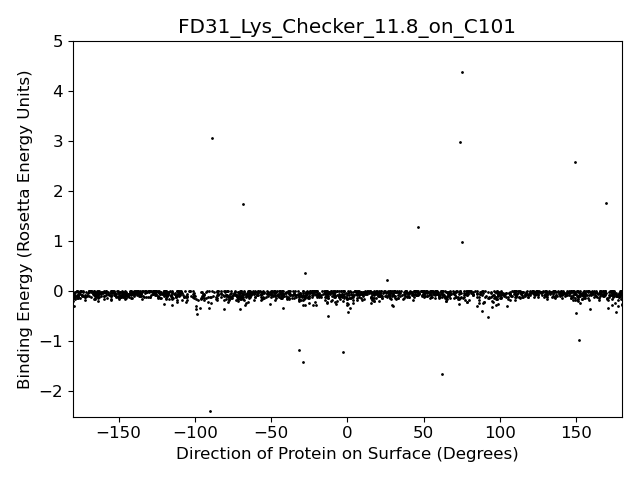 FD31_Lys_Checker_11.8_on_C101
5
4
3
2
1
0
−1
−2
Binding Energy (Rosetta Energy Units)
−150 −100 −50 0 50 100 150
Direction of Protein on Surface (Degrees)